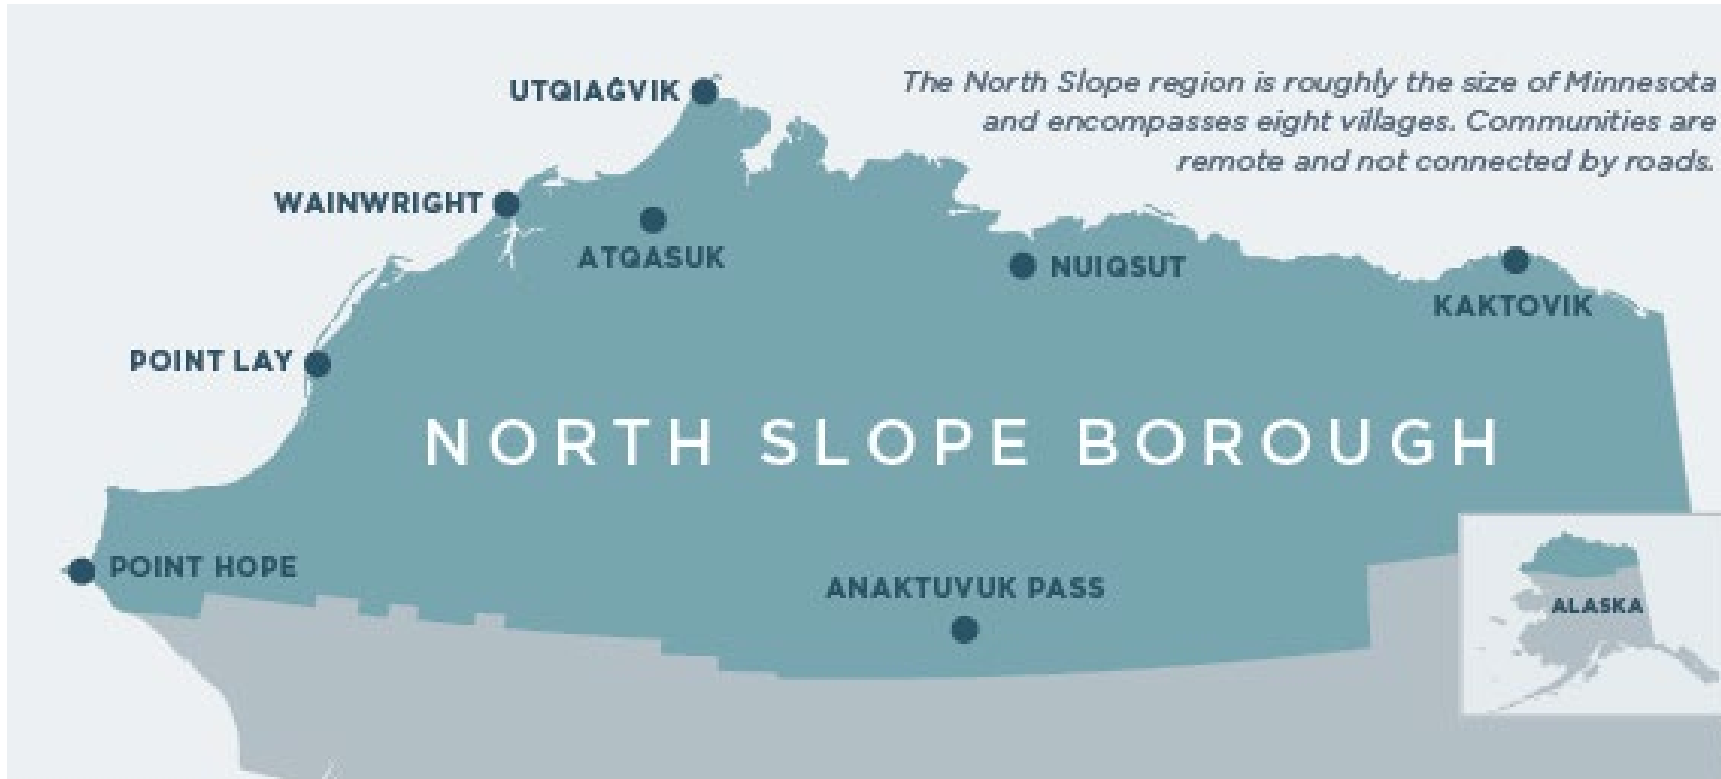 UTQIAĠVIK
The North Slope region is roughly the size of Minnesota
and encompasses eight villages. Communities are
remote and not connected by roads.
WAINWRIGHT
ATQASUK
NUIQSUT
KAKTOVIK
POINT LAY
NORTH SLOPE BOROUGH
POINT HOPE
ANAKTUVUK PASS
ALASKA